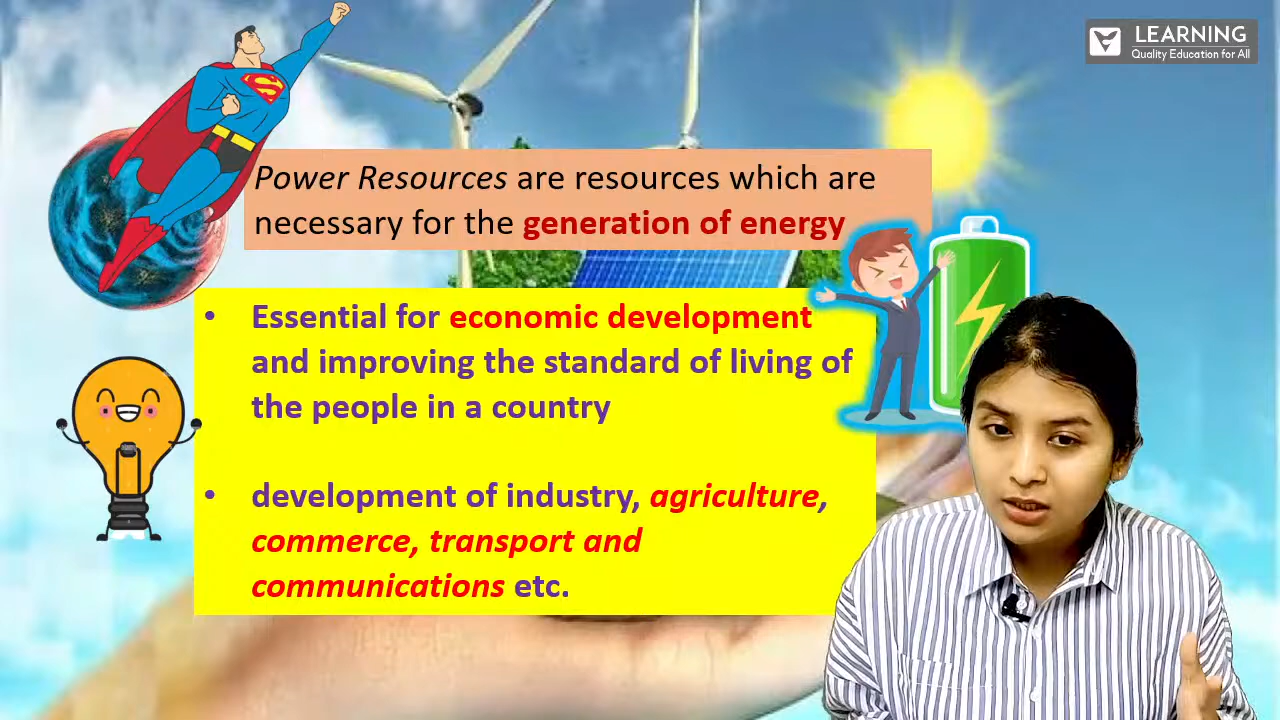 LEARNING
Quality Education for All
Power Resources are resources which are
necessary for the generation of energy
• Essential for economic development
and improving the standard of living of
the people in a country
• development of industry, agriculture,
commerce, transport and
communications etc.